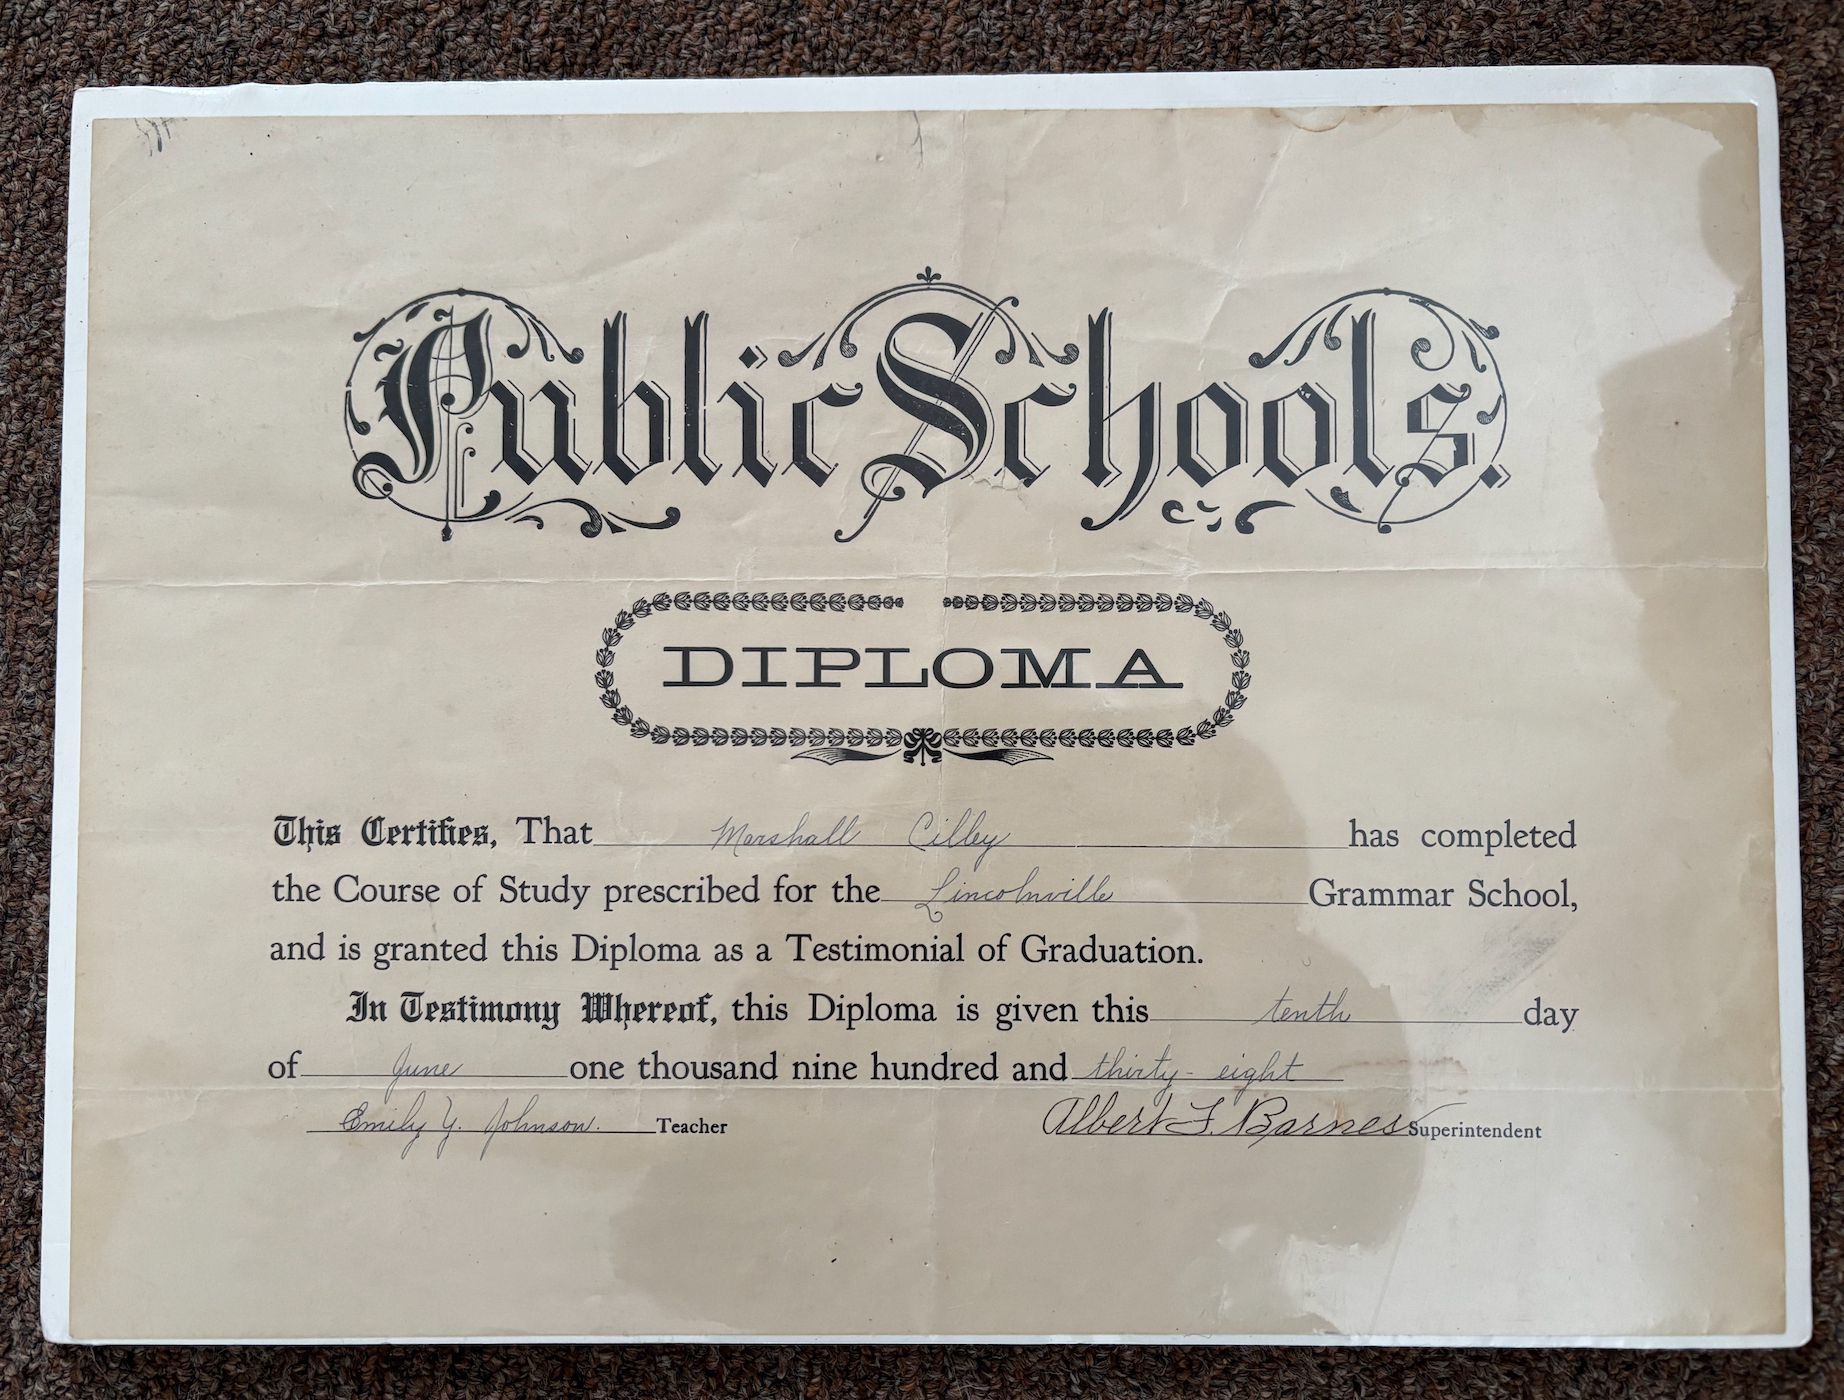 Public Schools.
DIPLOMA
This Certifies, That Marshall Cilley has completed
the Course of Study prescribed for the Lincolnville Grammar School,
and is granted this Diploma as a Testimonial of Graduation.
In Testimony Whereof, this Diploma is given this tenth day
of June one thousand nine hundred and thirty-eight
Emily Y. Johnson. Teacher Albert F. Barnes Superintendent